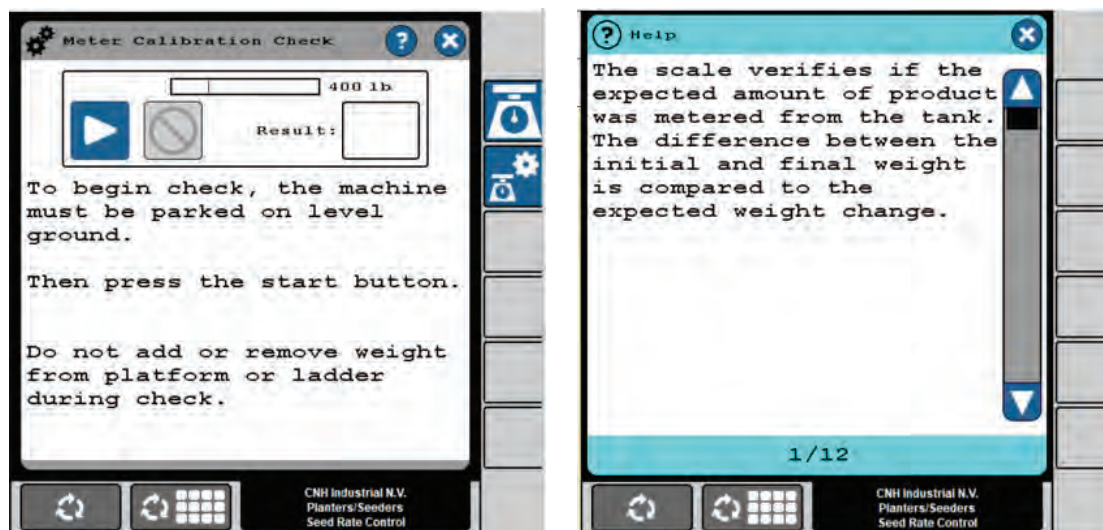 Meter Calibration Check
?
400 lb
Result:
To begin check, the machine
must be parked on level
ground.
Then press the start button.
Do not add or remove weight
from platform or ladder
during check.
CNH Industrial N.V.
Planters/Seeders
Seed Rate Control
? Help
The scale verifies if the
expected amount of product
was metered from the tank.
The difference between the
initial and final weight
is compared to the
expected weight change.
1/12
CNH Industrial N.V.
Planters/Seeders
Seed Rate Control